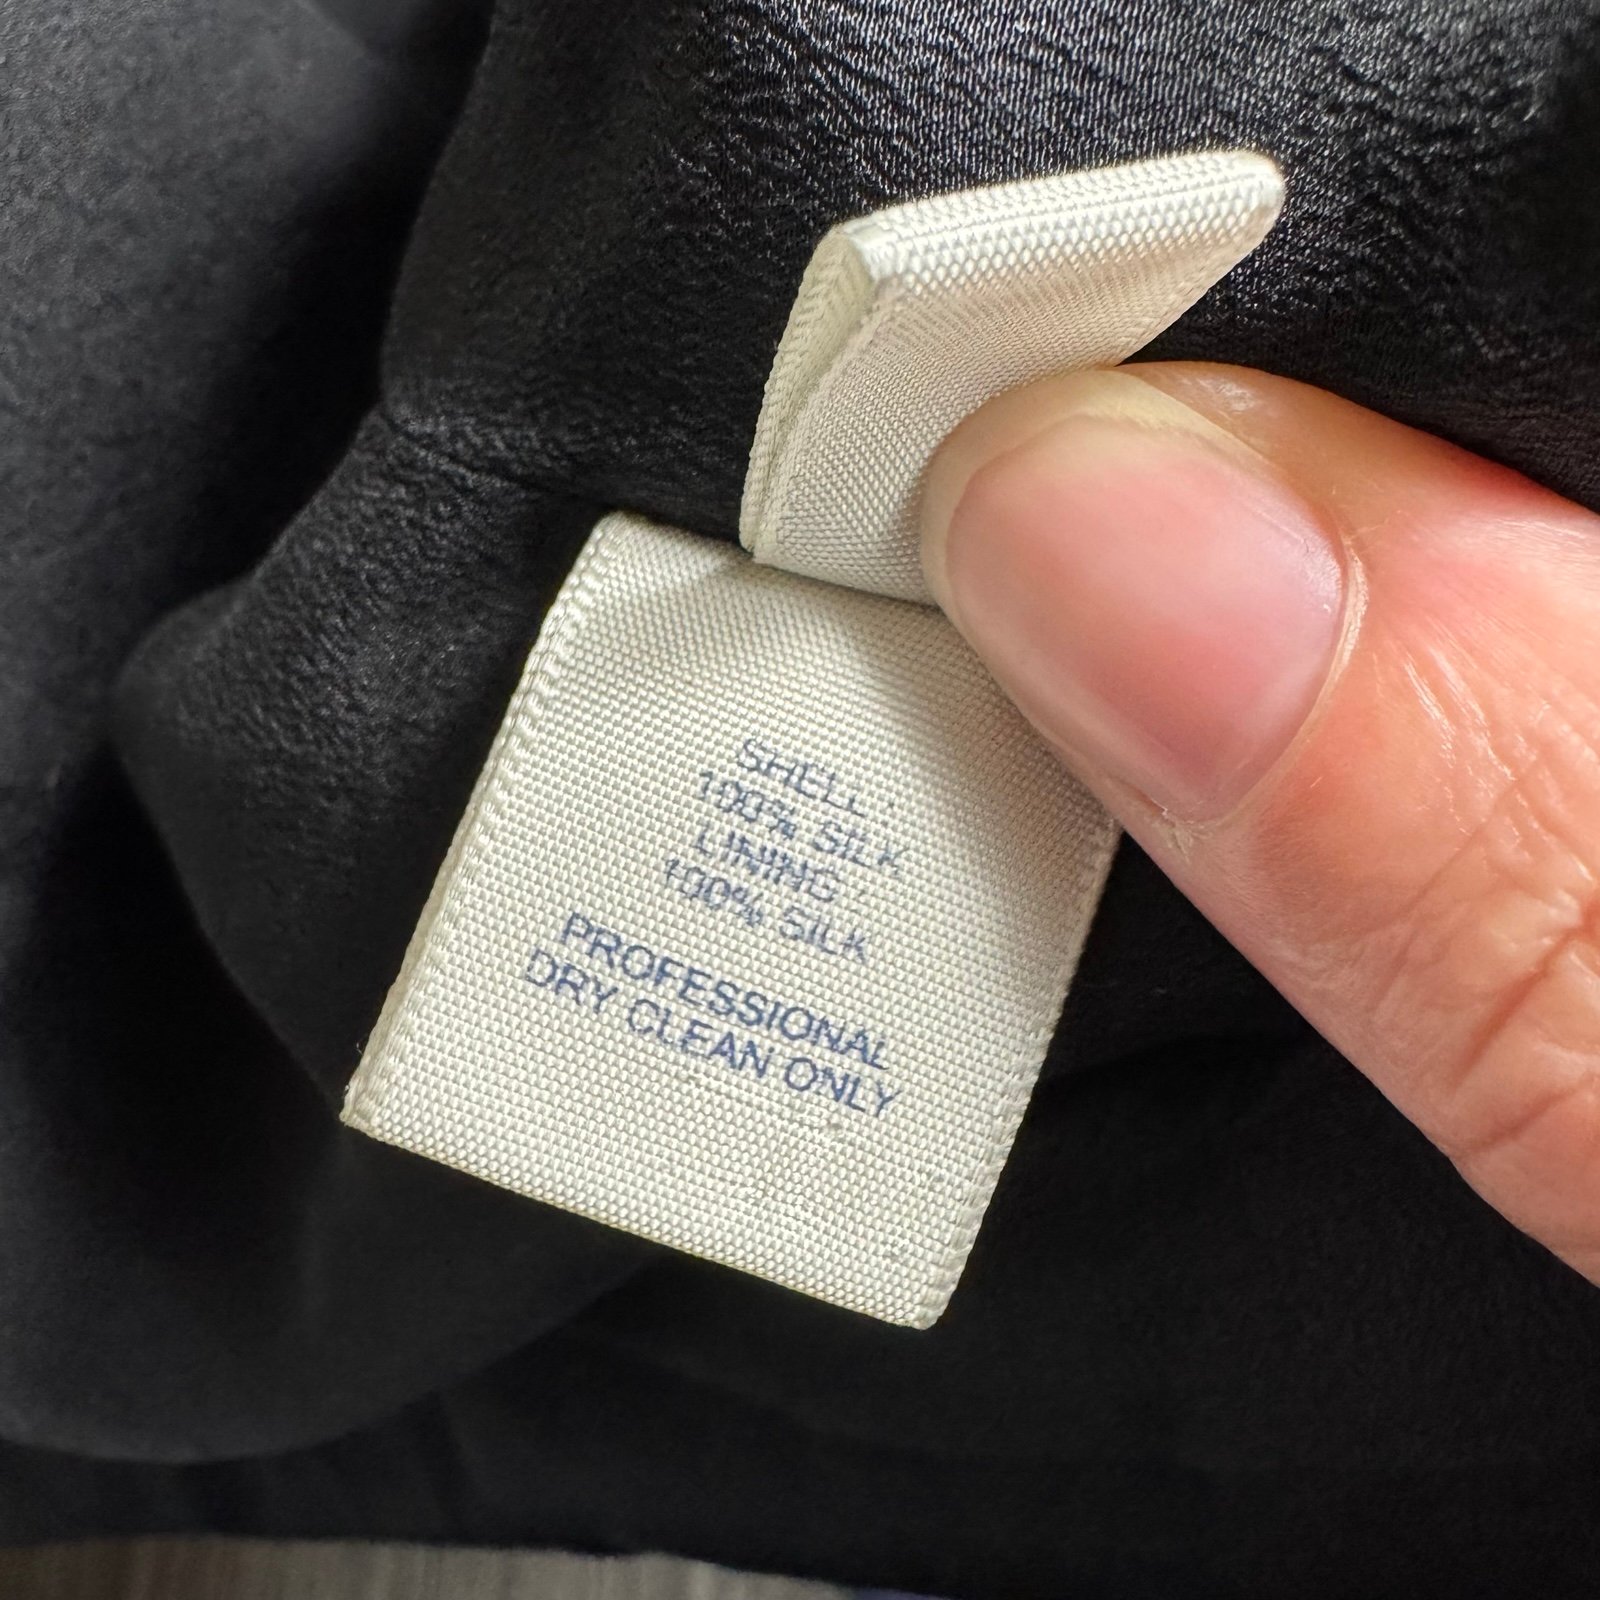 SHELL :
100% SILK
LINING :
100% SILK
PROFESSIONAL
DRY CLEAN ONLY